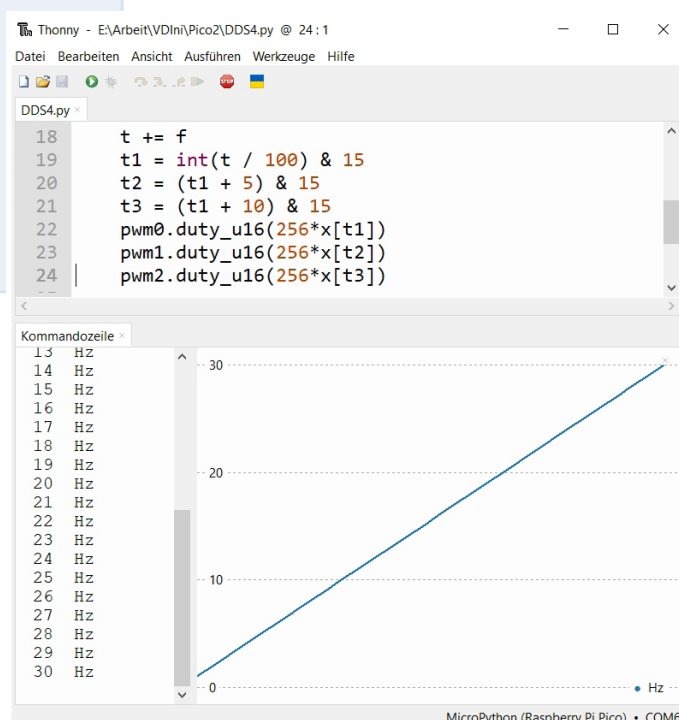 Thonny - E:\Arbeit\VDIni\Pico2\DDS4.py @ 24:1
Datei Bearbeiten Ansicht Ausführen Werkzeuge Hilfe
STOP
DDS4.py ×
18 t += f
19 t1 = int(t / 100) & 15
20 t2 = (t1 + 5) & 15
21 t3 = (t1 + 10) & 15
22 pwm0.duty_u16(256*x[t1])
23 pwm1.duty_u16(256*x[t2])
24 pwm2.duty_u16(256*x[t3])
Kommandozeile ×
13 Hz
14 Hz
15 Hz
16 Hz
17 Hz
18 Hz
19 Hz
20 Hz
21 Hz
22 Hz
23 Hz
24 Hz
25 Hz
26 Hz
27 Hz
28 Hz
29 Hz
30 Hz
30
20
10
0
Hz
MicroPython (Raspberry Pi Pico) • COM6